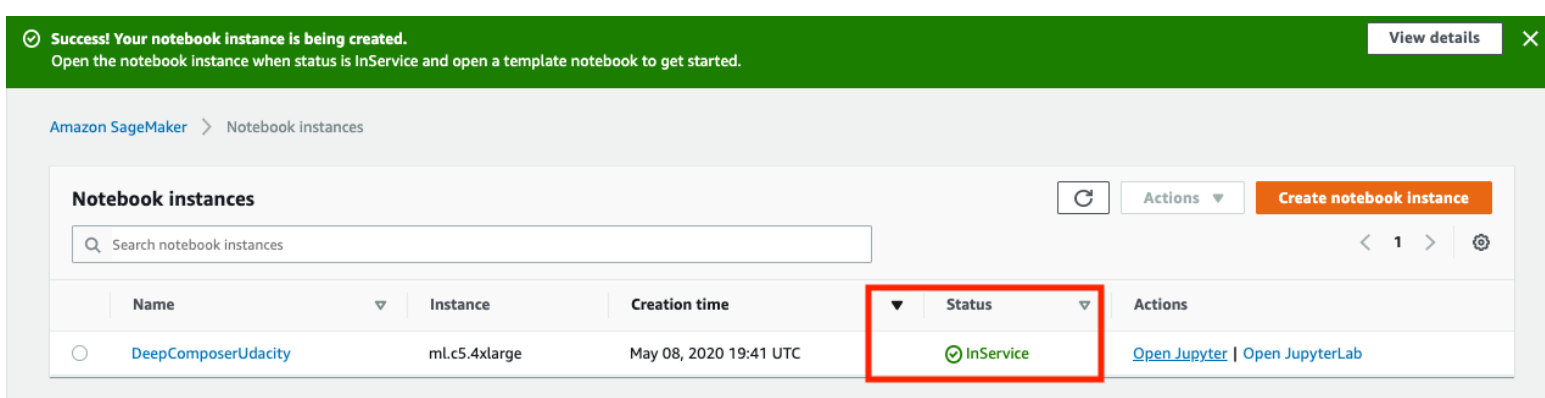 Success! Your notebook instance is being created.
Open the notebook instance when status is InService and open a template notebook to get started.
View details
Amazon SageMaker > Notebook instances
Notebook instances
Actions
Create notebook instance
Search notebook instances
< 1 >
Name Instance Creation time Status Actions
DeepComposerUdacity ml.c5.4xlarge May 08, 2020 19:41 UTC InService Open Jupyter | Open JupyterLab